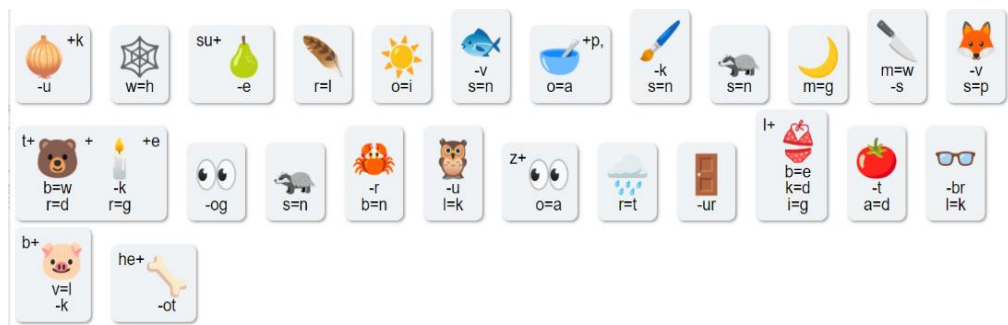 +k
-u
w=h
su+
-e
r=l
o=i
-v
s=n
+p,
o=a
-k
s=n
s=n
m=g
m=w
-s
-v
s=p
t+
b=w
r=d
+
+e
-k
r=g
-og
s=n
-r
b=n
-u
l=k
z+
o=a
r=t
-ur
l+
b=e
k=d
i=g
-t
a=d
-br
l=k
b+
v=l
-k
he+
-ot